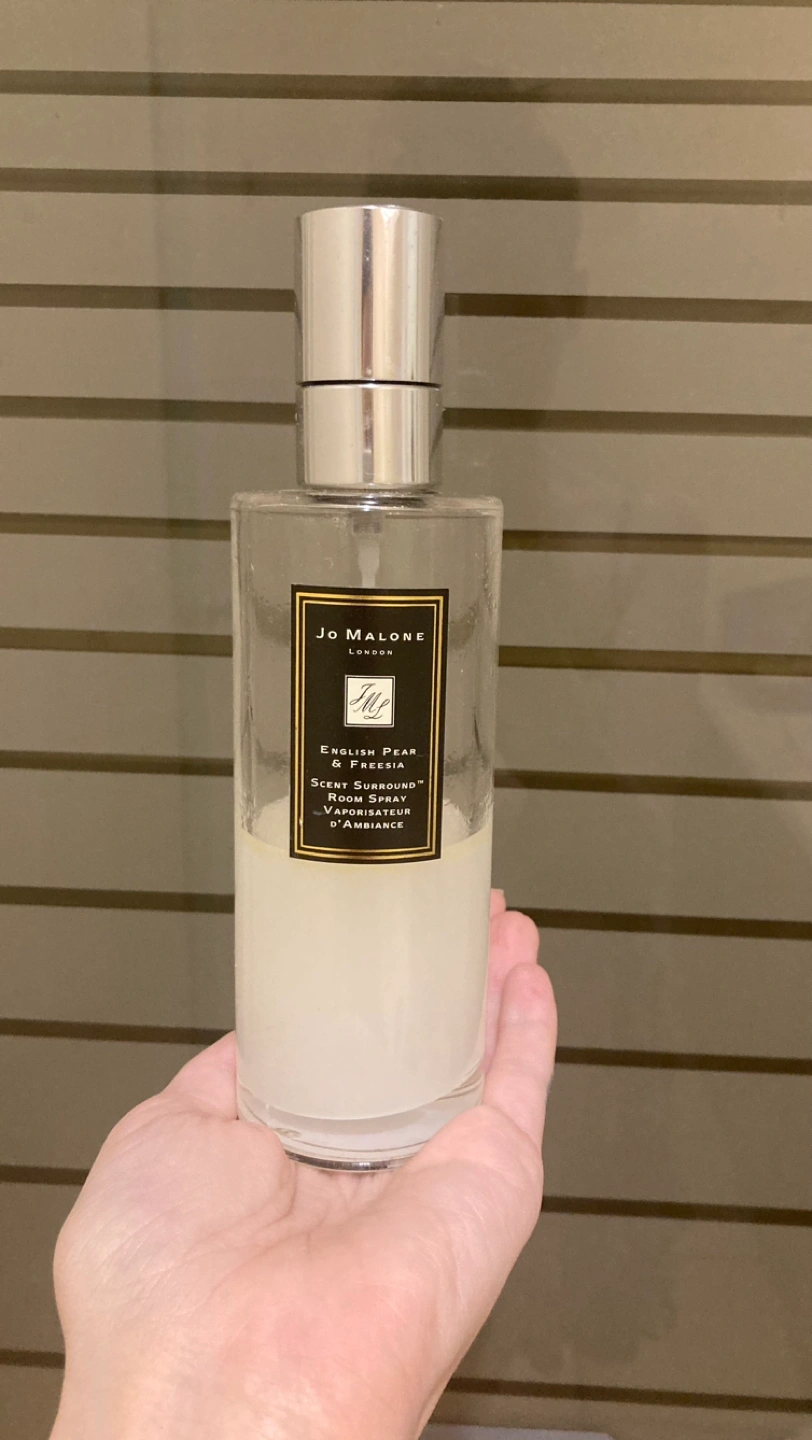 Jo Malone
London
JML
English Pear
& Freesia
Scent Surround™
Room Spray
Vaporisateur
d'Ambiance